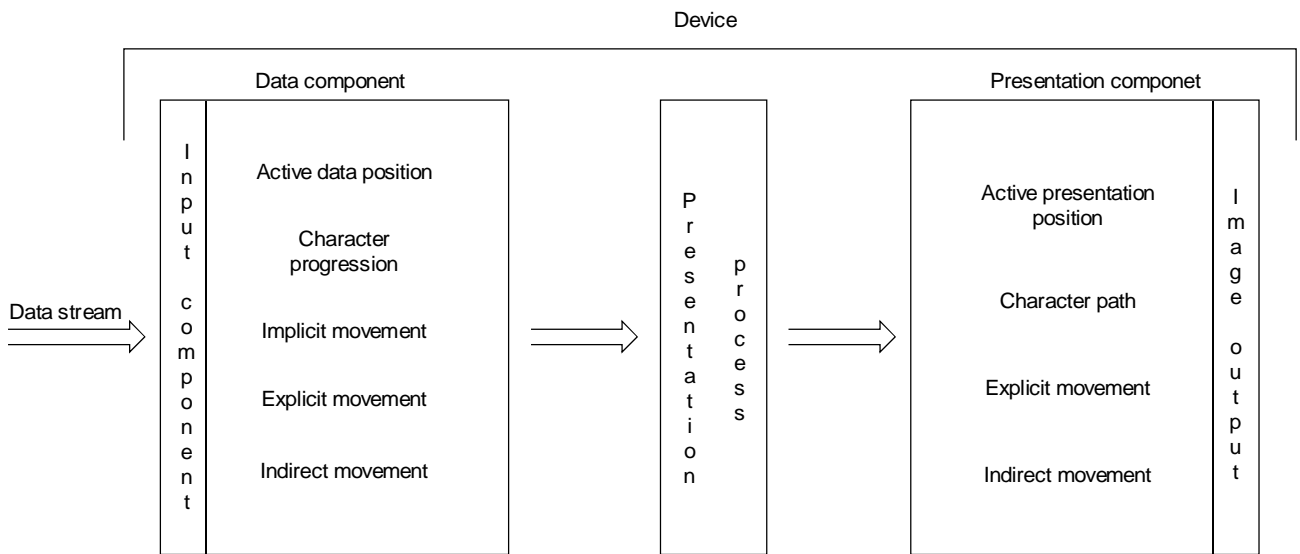 Device
Data component
Presentation componet
Data stream
Input component
Active data position
Character
progression
Implicit movement
Explicit movement
Indirect movement
Presentation
process
Active presentation
position
Character path
Explicit movement
Indirect movement
Image output